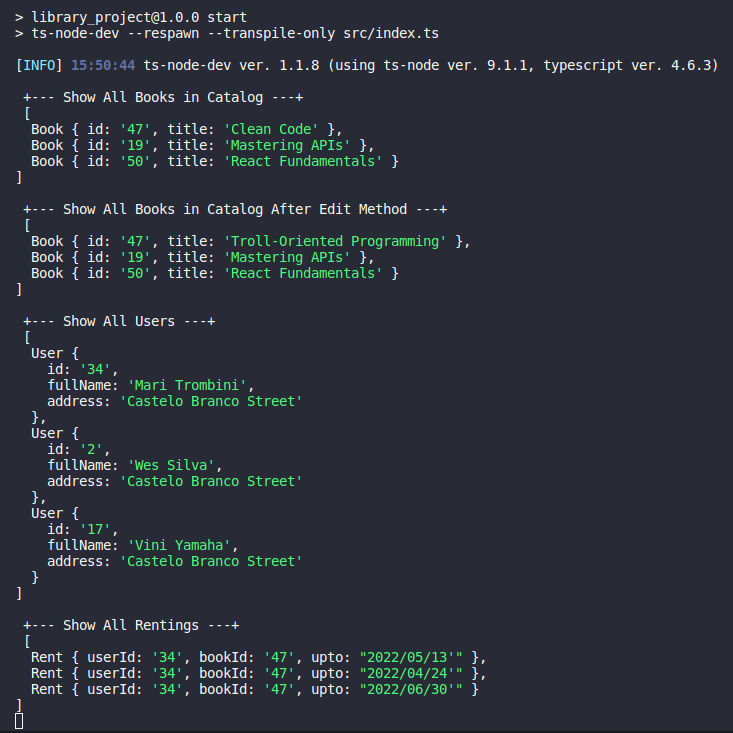 > library_project@1.0.0 start
> ts-node-dev --respawn --transpile-only src/index.ts
[INFO] 15:50:44 ts-node-dev ver. 1.1.8 (using ts-node ver. 9.1.1, typescript ver. 4.6.3)
+--- Show All Books in Catalog ---+
[
Book { id: '47', title: 'Clean Code' },
Book { id: '19', title: 'Mastering APIs' },
Book { id: '50', title: 'React Fundamentals' }
]
+--- Show All Books in Catalog After Edit Method ---+
[
Book { id: '47', title: 'Troll-Oriented Programming' },
Book { id: '19', title: 'Mastering APIs' },
Book { id: '50', title: 'React Fundamentals' }
]
+--- Show All Users ---+
[
User {
id: '34',
fullName: 'Mari Trombini',
address: 'Castelo Branco Street'
},
User {
id: '2',
fullName: 'Wes Silva',
address: 'Castelo Branco Street'
},
User {
id: '17',
fullName: 'Vini Yamaha',
address: 'Castelo Branco Street'
}
]
+--- Show All Rentings ---+
[
Rent { userId: '34', bookId: '47', upto: "2022/05/13'" },
Rent { userId: '34', bookId: '47', upto: "2022/04/24'" },
Rent { userId: '34', bookId: '47', upto: "2022/06/30'" }
]